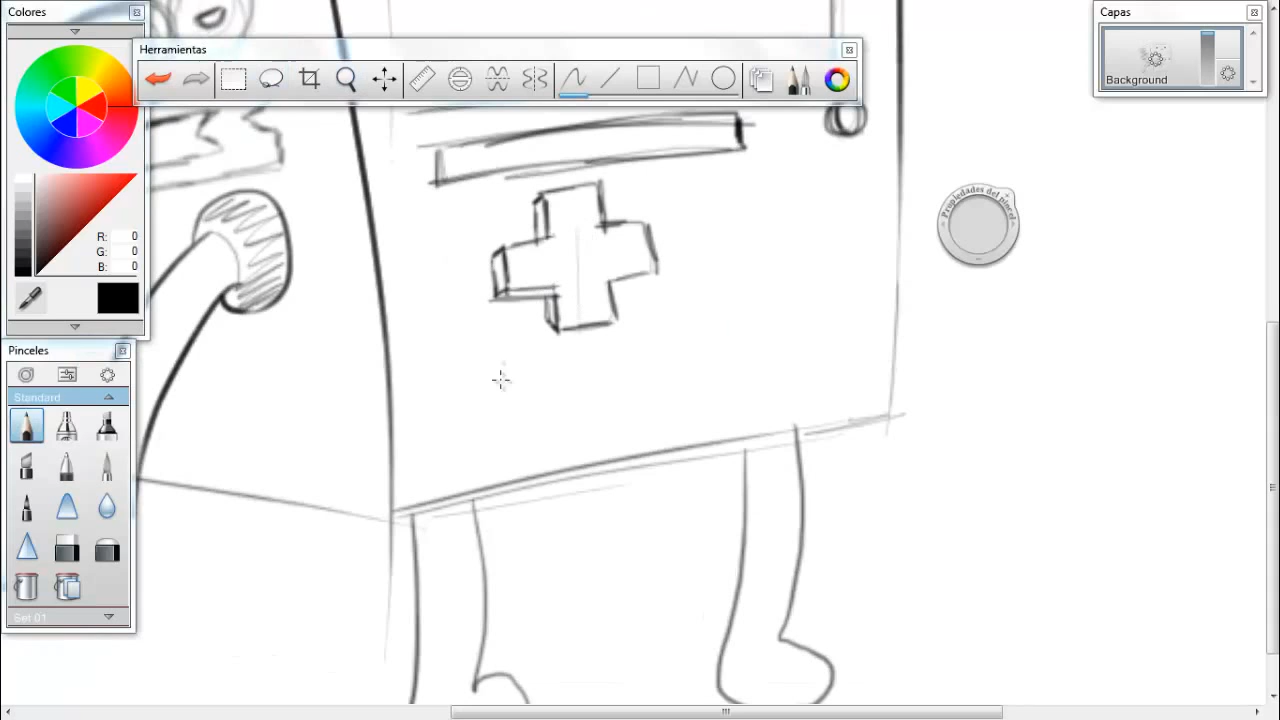 Colores
Herramientas
Capas
Background
Propiedades del pincel
R: 0
G: 0
B: 0
Pinceles
Standard
Set 01